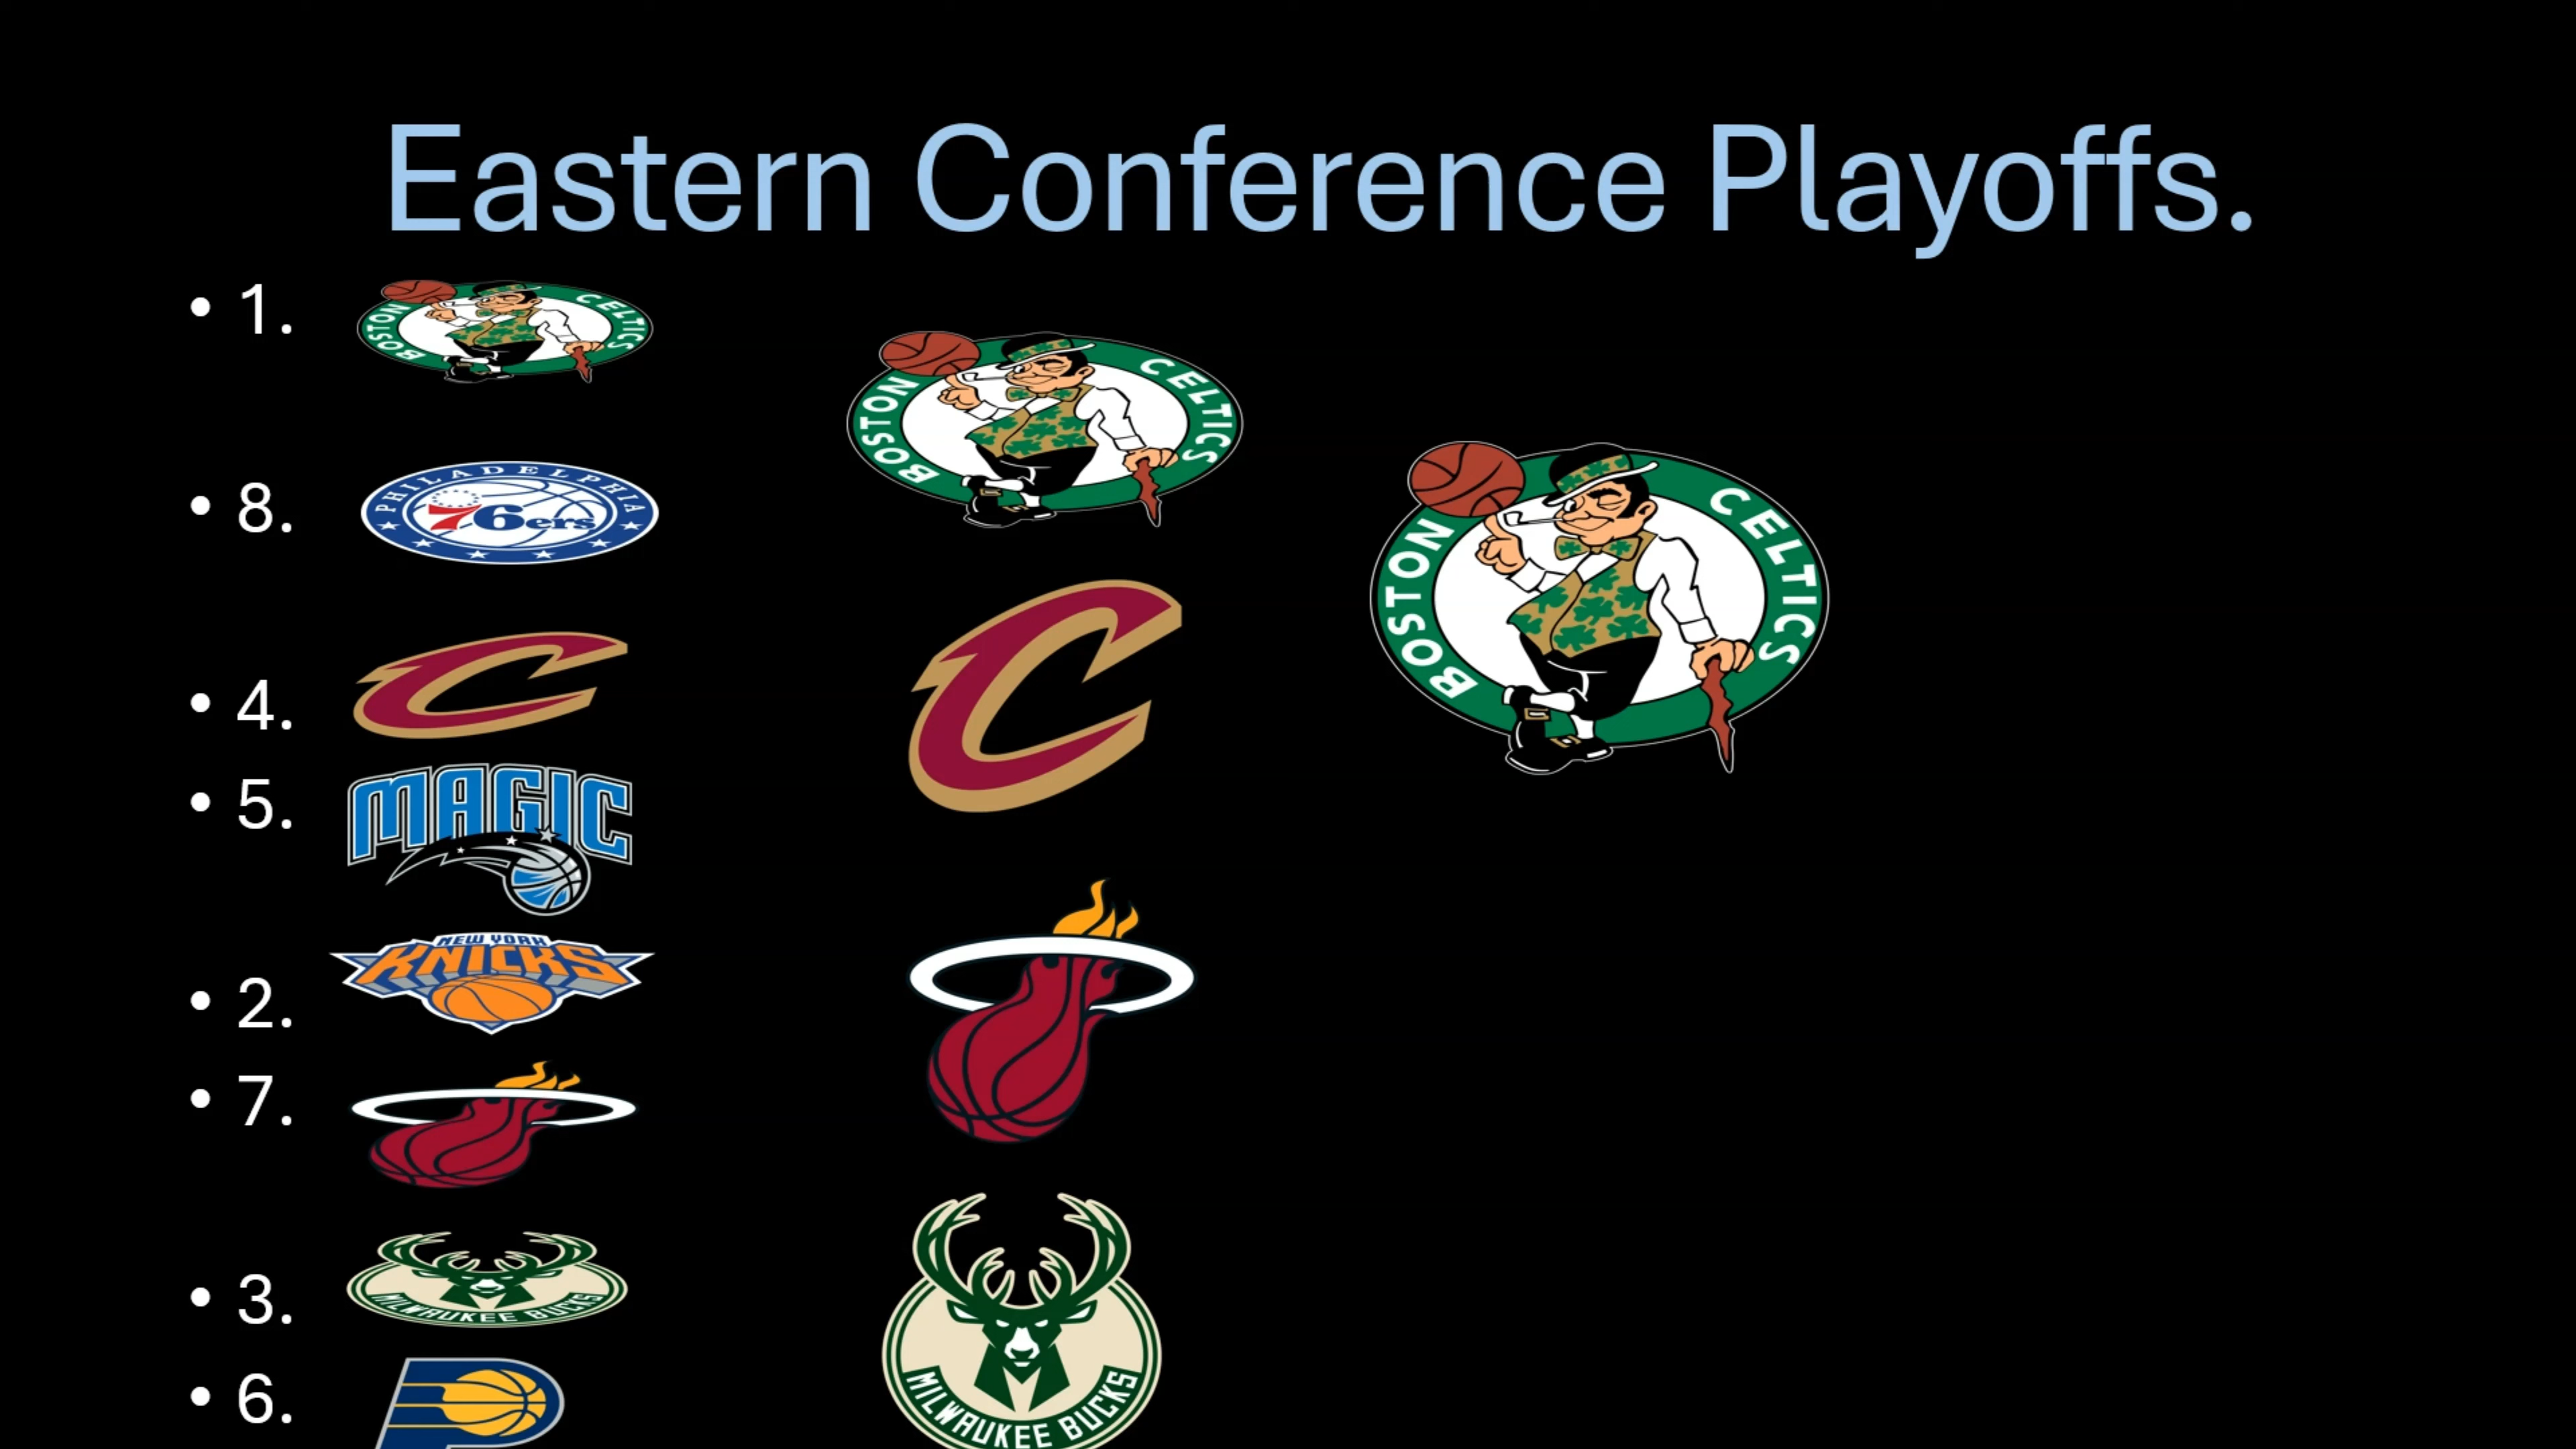 Eastern Conference Playoffs.
• 1.
BOSTON CELTICS
BOSTON CELTICS
BOSTON CELTICS
• 8.
PHILADELPHIA
76ers
• 4.
• 5.
MAGIC
NEW YORK
KNICKS
• 2.
• 7.
• 3.
MILWAUKEE BUCKS
MILWAUKEE BUCKS
• 6.